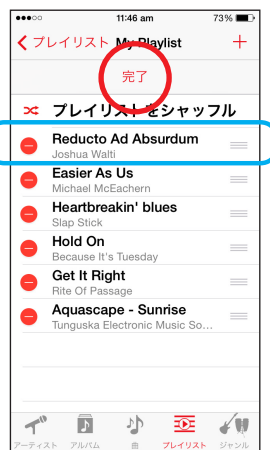 11:46 am 73%
プレイリスト My Playlist +
完了
プレイリストをシャッフル
Reducto Ad Absurdum
Joshua Walti
Easier As Us
Michael McEachern
Heartbreakin' blues
Slap Stick
Hold On
Because It's Tuesday
Get It Right
Rite Of Passage
Aquascape - Sunrise
Tunguska Electronic Music So...
アーティスト アルバム 曲 プレイリスト ジャンル